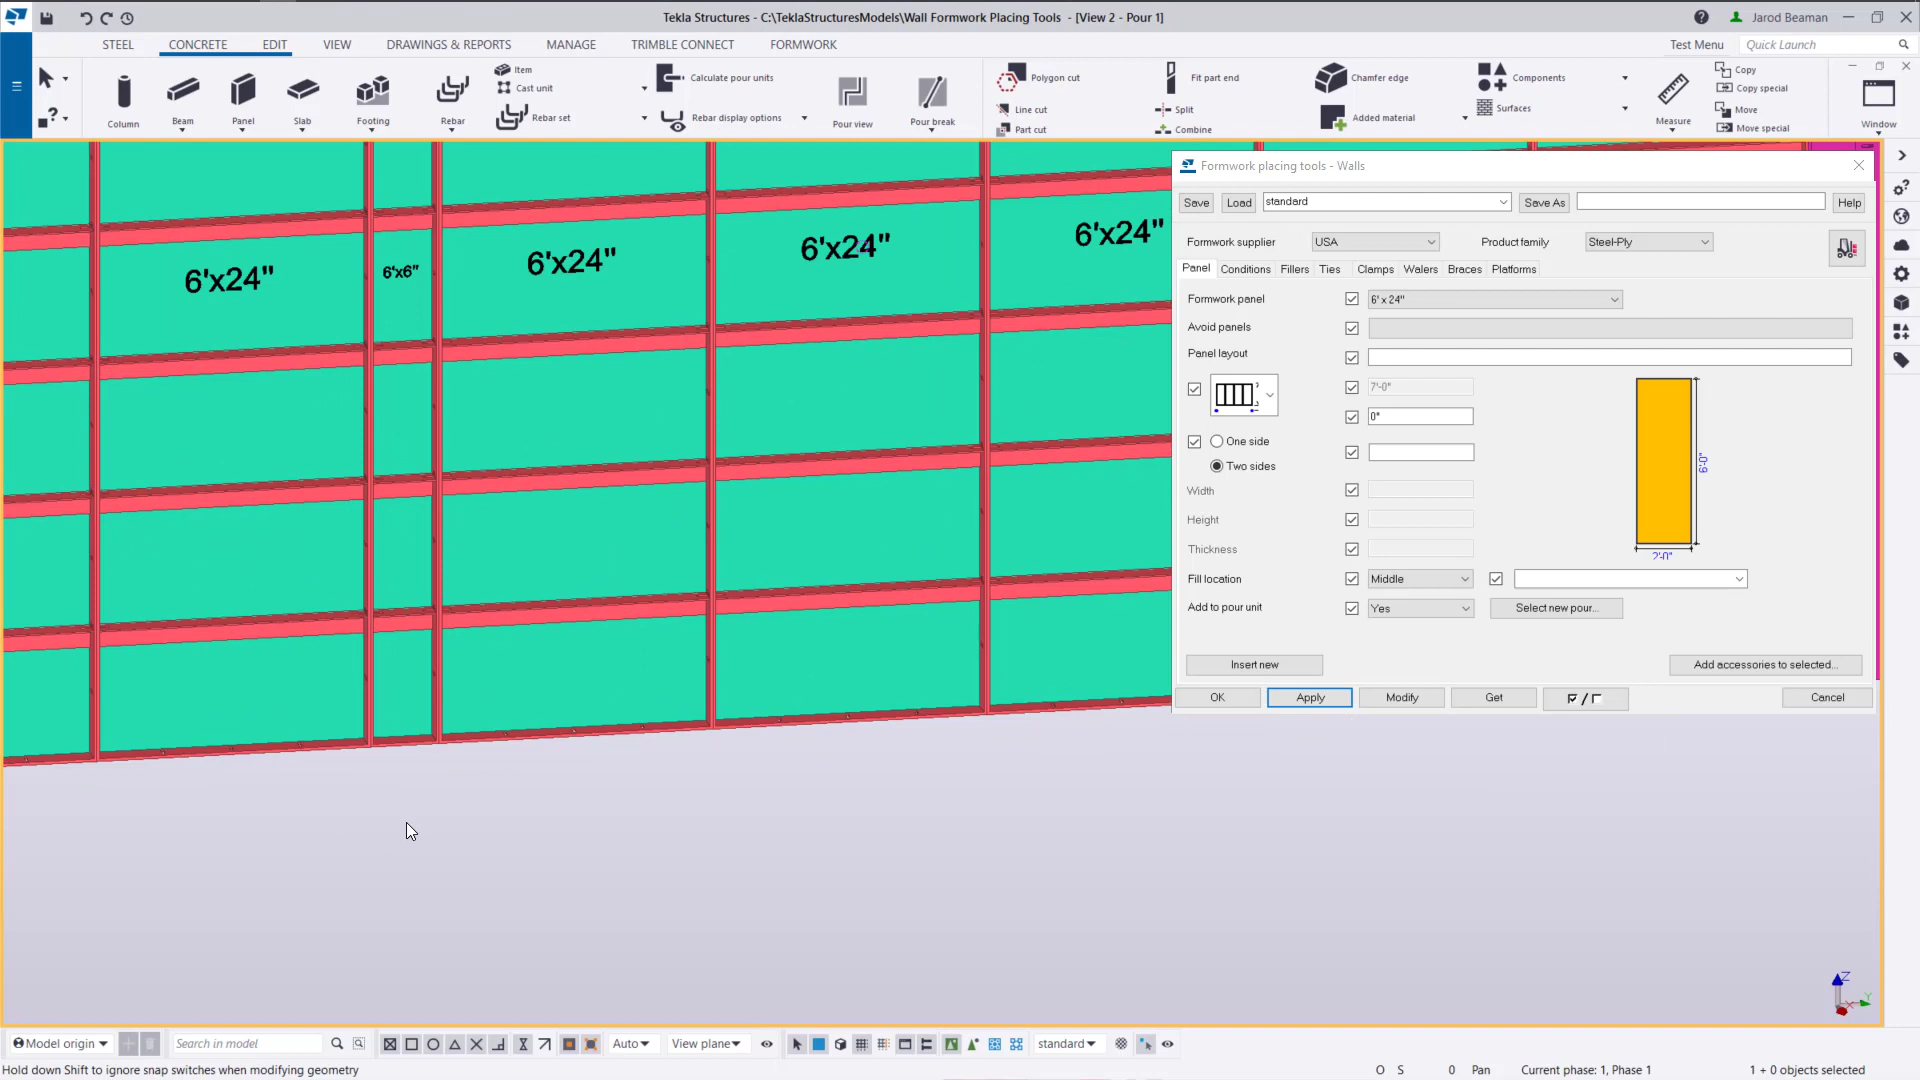 Tekla Structures - C:\TeklaStructuresModels\Wall Formwork Placing Tools - [View 2 - Pour 1]
Jarod Beaman
STEEL CONCRETE EDIT VIEW DRAWINGS & REPORTS MANAGE TRIMBLE CONNECT FORMWORK
Test Menu Quick Launch
Column Beam Panel Slab Footing Rebar
Item
Cast unit
Rebar set
Calculate pour units
Rebar display options
Pour view Pour break
Polygon cut
Line cut
Part cut
Fit part end
Split
Combine
Chamfer edge
Added material
Components
Surfaces
Measure
Copy
Copy special
Move
Move special
Window
6'x24" 6'x6" 6'x24" 6'x24" 6'x24"
Formwork placing tools - Walls
Save Load standard Save As Help
Formwork supplier USA Product family Steel-Ply
Panel Conditions Fillers Ties Clamps Walers Braces Platforms
Formwork panel 6' x 24"
Avoid panels
Panel layout
7'-0"
0"
One side
Two sides
Width
Height
Thickness
6'-0"
2'-0"
Fill location Middle
Add to pour unit Yes Select new pour...
Insert new Add accessories to selected...
OK Apply Modify Get / Cancel
Z
Y
Model origin Search in model Auto View plane standard
Hold down Shift to ignore snap switches when modifying geometry O S 0 Pan Current phase: 1, Phase 1 1 + 0 objects selected